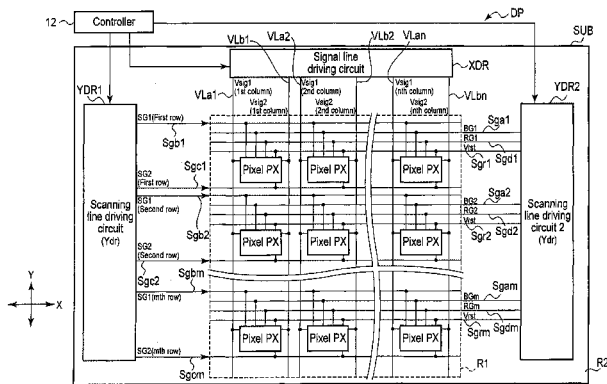 12
Controller
DP
SUB
VLb1
VLa2
VLb2
VLan
Signal line
driving circuit
XDR
YDR1
VLa1
Vsig1
(1st column)
Vsig2
(1st column)
Vsig1
(2nd column)
Vsig2
(2nd column)
Vsig1
(nth column)
Vsig2
(nth column)
VLbn
YDR2
SG1(First row)
Sgb1
BG1
Sga1
RG1
Sgd1
Vrst
Sgr1
Pixel PX
Pixel PX
Pixel PX
Sgc1
SG2
(First row)
SG1
(Second row)
Sgb2
BG2
Sga2
RG2
Sgd2
Vrst
Sgr2
Scanning
line driving
circuit
(Ydr)
Scanning
line driving
circuit 2
(Ydr)
Pixel PX
Pixel PX
Pixel PX
SG2
(Second row)
Sgc2
Sgbm
SG1(mth row)
BGm
Sgam
RGm
Sgdm
Vrst
Sgrm
Pixel PX
Pixel PX
Pixel PX
SG2(mth row)
Sgcm
Y
X
R1
R2